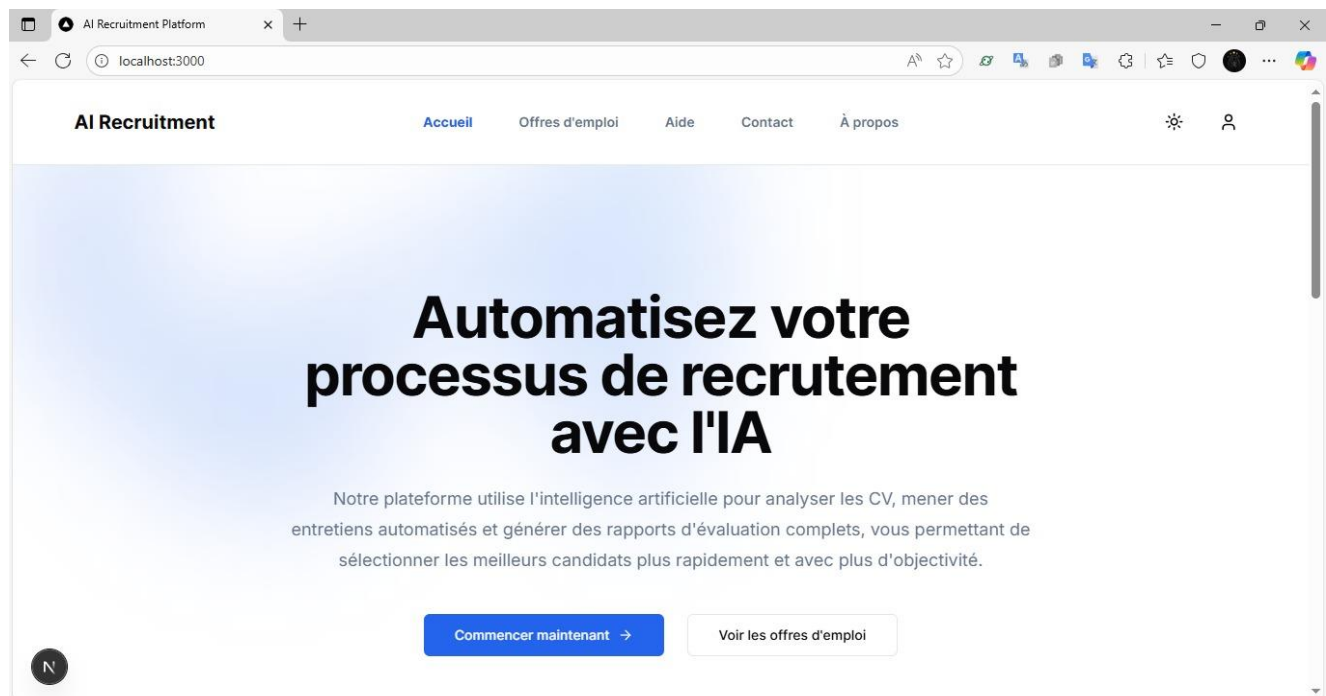 AI Recruitment Platform
localhost:3000
AI Recruitment
Accueil Offres d'emploi Aide Contact À propos
Automatisez votre
processus de recrutement
avec l'IA
Notre plateforme utilise l'intelligence artificielle pour analyser les CV, mener des
entretiens automatisés et générer des rapports d'évaluation complets, vous permettant de
sélectionner les meilleurs candidats plus rapidement et avec plus d'objectivité.
Commencer maintenant →
Voir les offres d'emploi
N